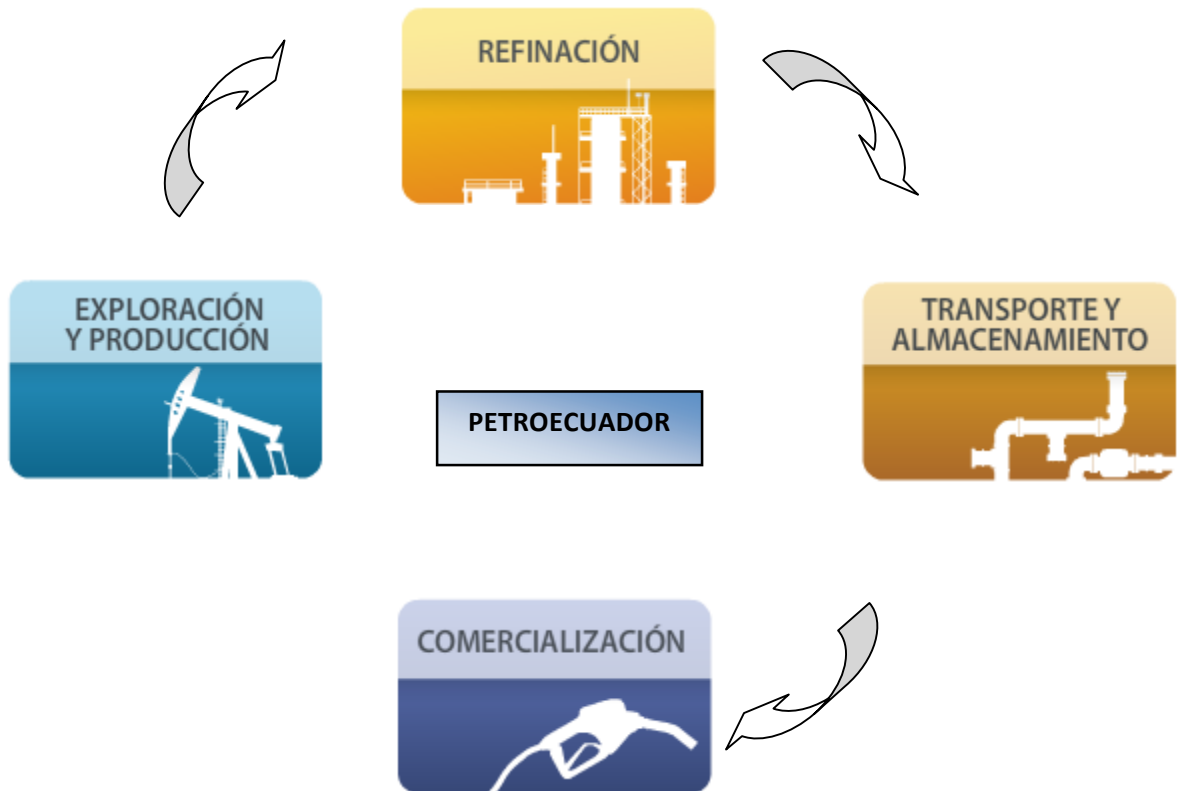 REFINACIÓN
EXPLORACIÓN
Y PRODUCCIÓN
TRANSPORTE Y
ALMACENAMIENTO
PETROECUADOR
COMERCIALIZACIÓN